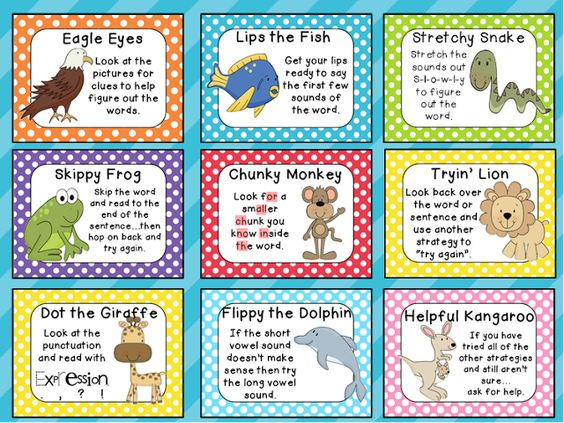 Eagle Eyes
Look at the
pictures for
clues to help
figure out the
words.
Lips the Fish
Get your lips
ready to say
the first few
sounds of
the word.
Stretchy Snake
Stretch the
sounds out
S-l-o-w-l-y
to figure
out the
word.
Skippy Frog
Skip the word
and read to the
end of the
sentence...then
hop on back and
try again.
Chunky Monkey
Look for a
smaller
chunk you
know inside
the word.
Tryin' Lion
Look back over
the word or
sentence and
use another
strategy to
"try again".
Dot the Giraffe
Look at the
punctuation
and read with
Expression
. , ? !
Flippy the Dolphin
If the short
vowel sound
doesn't make
sense then try
the long vowel
sound.
Helpful Kangaroo
If you have
tried all of the
other strategies
and still aren't
sure...
ask for help.